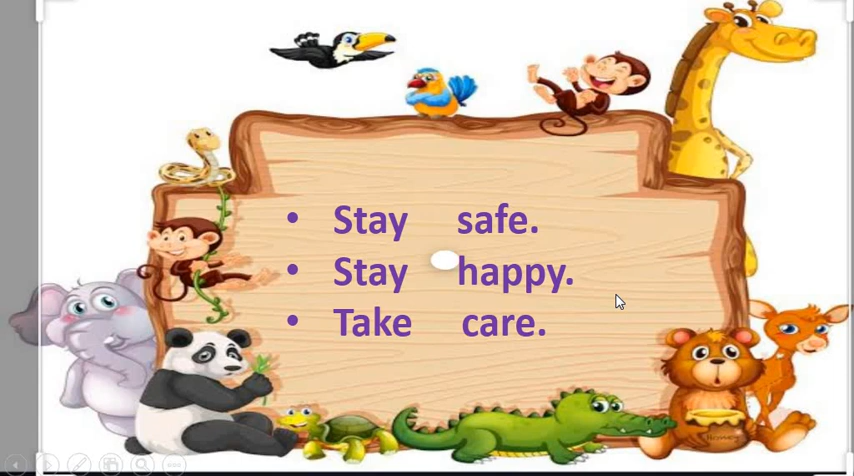 • Stay safe.
• Stay happy.
• Take care.